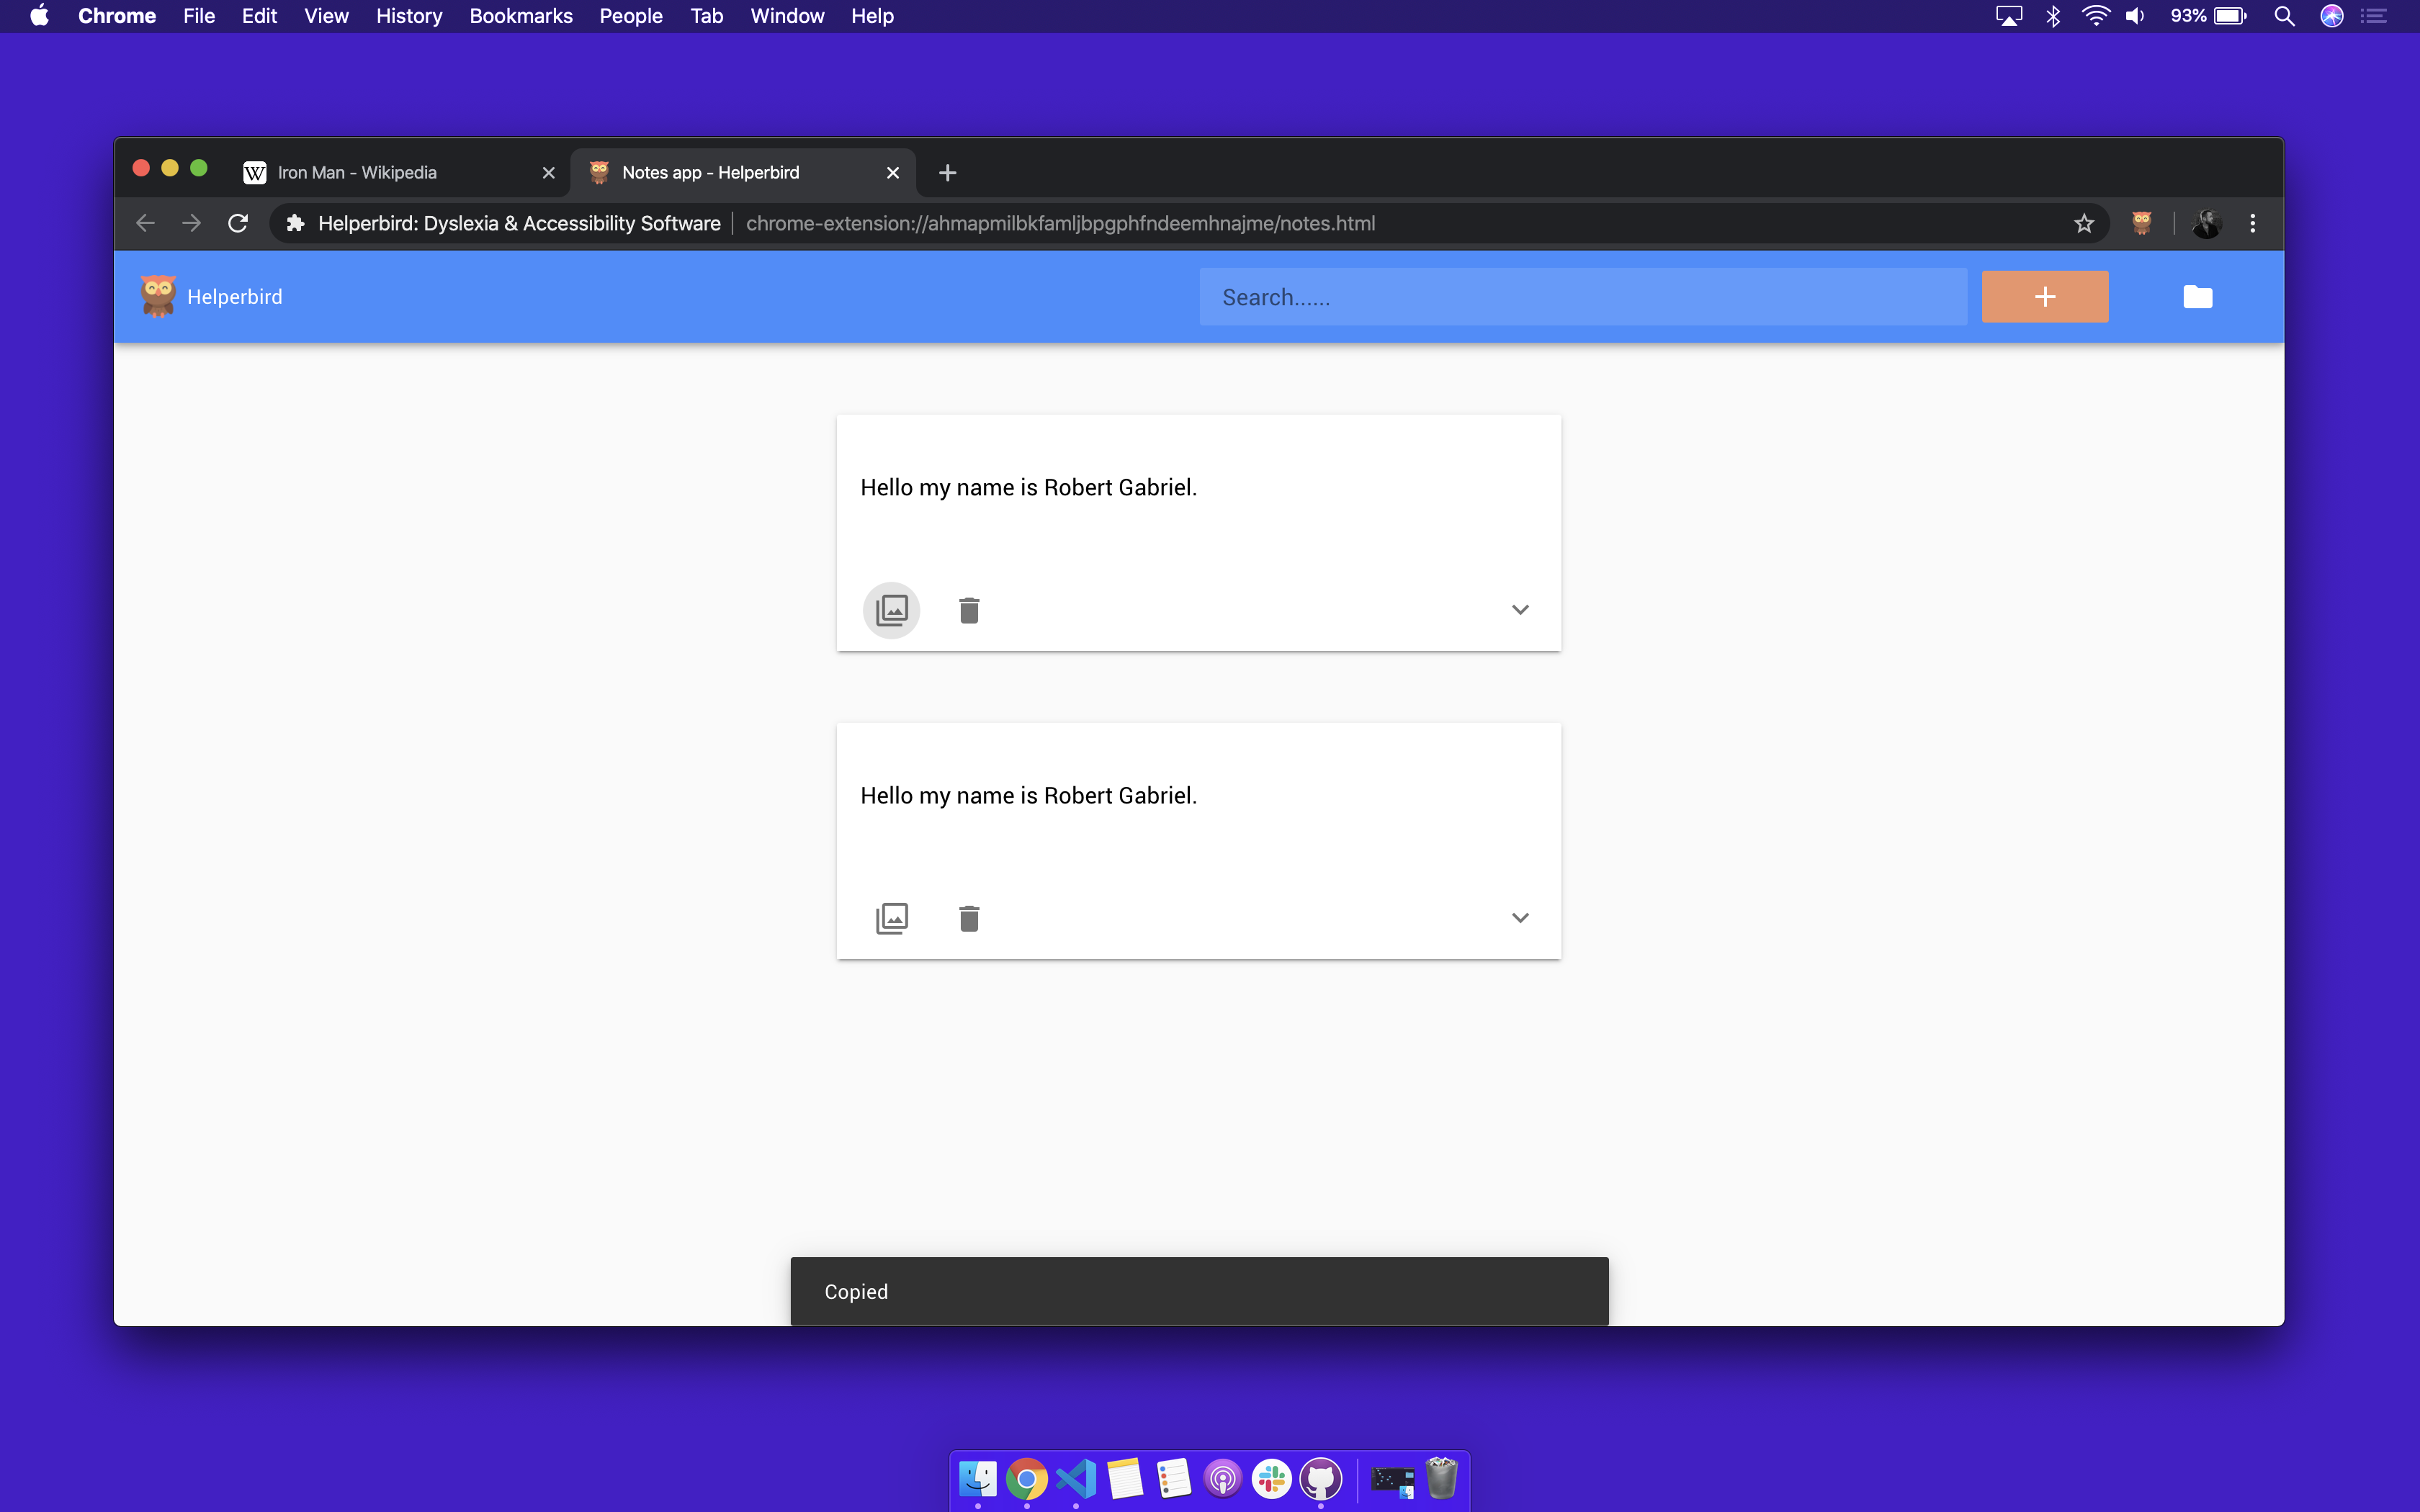 Chrome File Edit View History Bookmarks People Tab Window Help 93%
Iron Man - Wikipedia
Notes app - Helperbird
Helperbird: Dyslexia & Accessibility Software | chrome-extension://ahmapmilbkfamljbpgphfndeemhnajme/notes.html
Helperbird
Search......
Hello my name is Robert Gabriel.
Hello my name is Robert Gabriel.
Copied